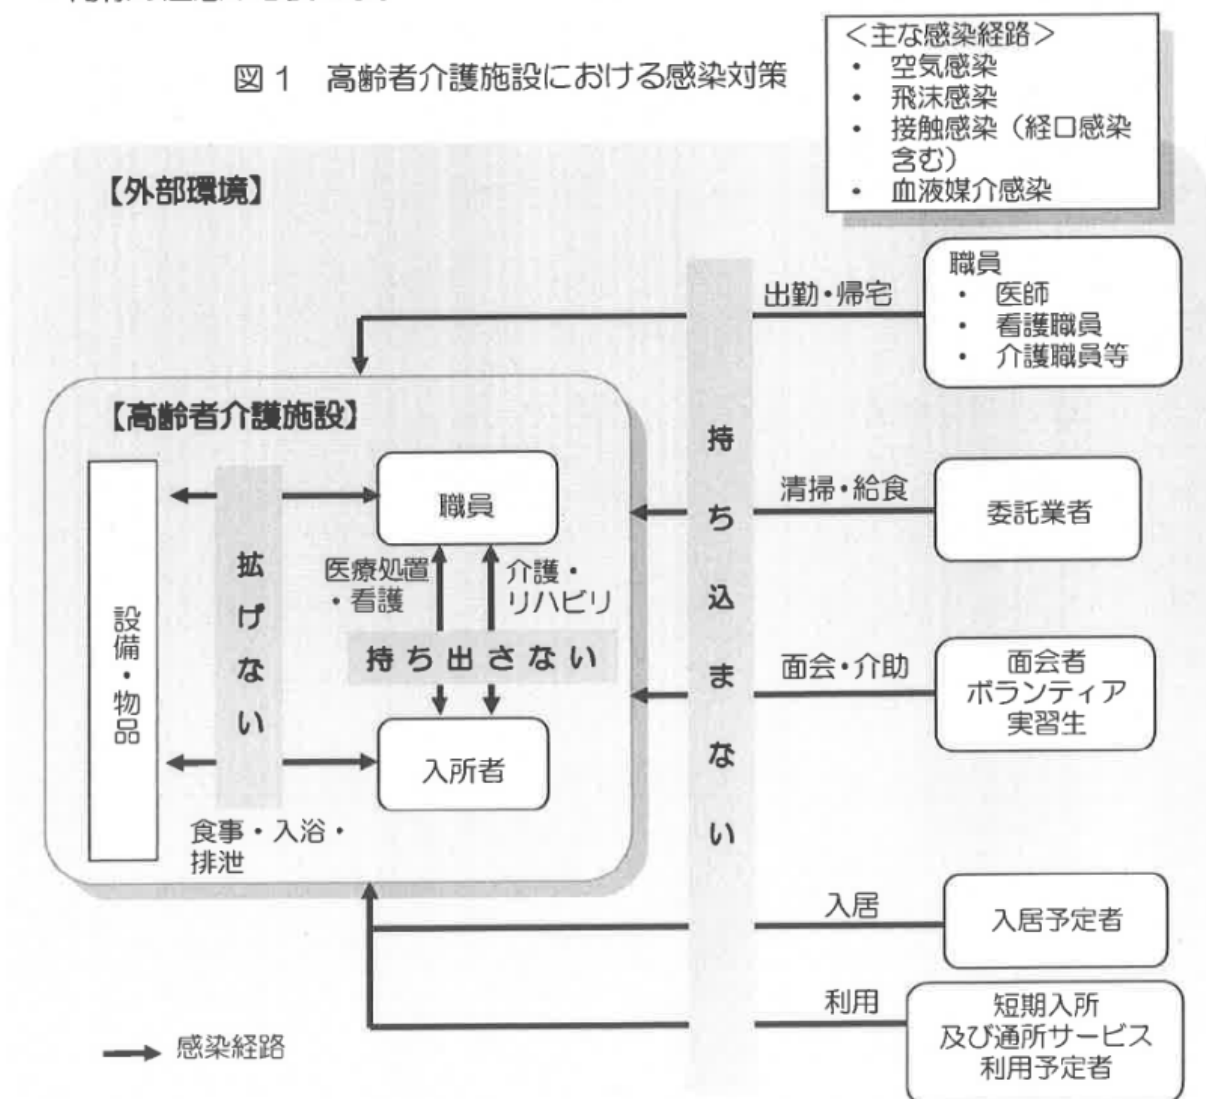 図1 高齢者介護施設における感染対策
＜主な感染経路＞
・ 空気感染
・ 飛沫感染
・ 接触感染（経口感染
含む）
・ 血液媒介感染
【外部環境】
職員
・ 医師
・ 看護職員
・ 介護職員等
出勤・帰宅
【高齢者介護施設】
持ち込まない
清掃・給食
委託業者
職員
拡げない
医療処置
・看護
介護・
リハビリ
設備・物品
持ち出さない
面会・介助
面会者
ボランティア
実習生
入所者
食事・入浴・
排泄
入居
入居予定者
利用
短期入所
及び通所サービス
利用予定者
感染経路